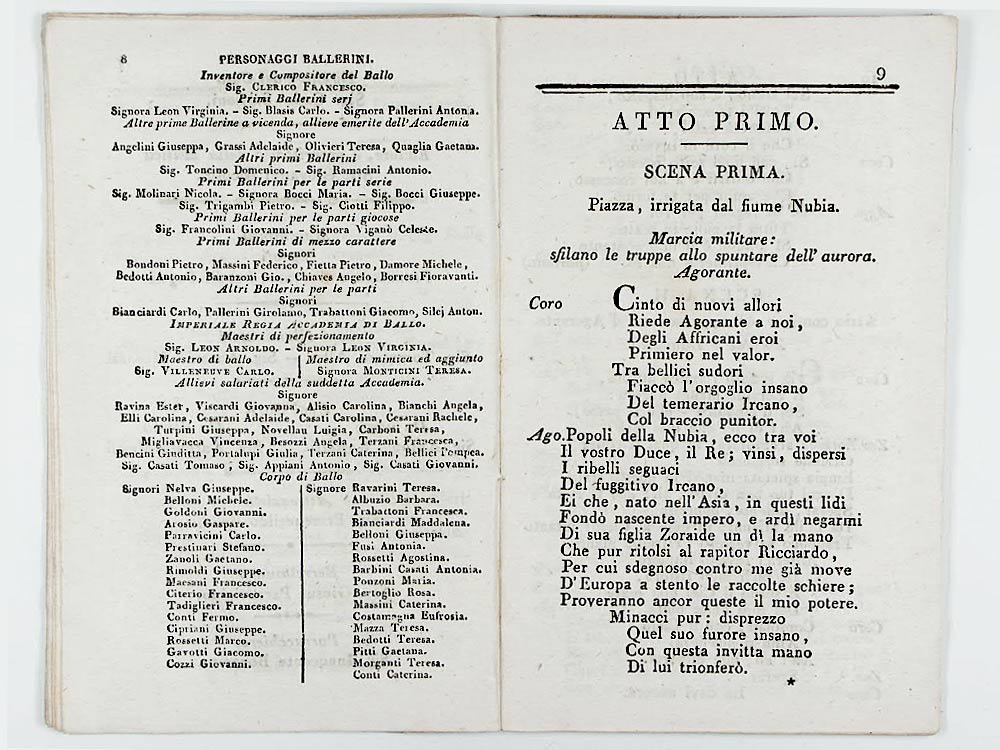 8
PERSONAGGI BALLERINI.
Inventore e Compositore del Ballo
Sig. CLERICO FRANCESCO.
Primi Ballerini serj
Signora Leon Virginia. - Sig. Blasis Carlo. - Signora Pallerini Antonia.
Altre prime Ballerine a vicenda, allieve emerite dell'Accademia
Signore
Angelini Giuseppa, Grassi Adelaide, Olivieri Teresa, Quaglia Gaetana.
Altri primi Ballerini
Sig. Toncino Domenico. - Sig. Ramacini Antonio.
Primi Ballerini per le parti serie
Sig. Molinari Nicola. - Signora Bocci Maria. - Sig. Bocci Giuseppe.
Sig. Trigambi Pietro. - Sig. Ciotti Filippo.
Primi Ballerini per le parti giocose
Sig. Francolini Giovanni. - Signora Viganò Celeste.
Primi Ballerini di mezzo carattere
Signori
Bondoni Pietro, Massini Federico, Fietta Pietro, Damore Michele,
Bedotti Antonio, Baranzoni Gio., Chiaves Angelo, Borresi Fioravanti.
Altri Ballerini per le parti
Signori
Bianciardi Carlo, Pallerini Girolamo, Trabattoni Giacomo, Silej Anton.
IMPERIALE REGIA ACCADEMIA DI BALLO.
Maestri di perfezionamento
Sig. LEON ARNOLDO. - Signora LEON VIRGINIA.
Maestro di ballo | Maestro di mimica ed aggiunto
Sig. VILLENEUVE CARLO. | Signora MONTICINI TERESA.
Allievi salariati della suddetta Accademia.
Signore
Ravina Ester, Viscardi Giovanna, Alisio Carolina, Bianchi Angela,
Elli Carolina, Cesarani Adelaide, Casati Carolina, Cesarani Rachele,
Turpini Giuseppa, Novellau Luigia, Carboni Teresa,
Migliavacca Vincenza, Besozzi Angela, Terzani Francesca,
Bencini Giuditta, Portalupi Giulia, Terzani Caterina, Bellici Pompea.
Sig. Casati Tomaso, Sig. Appiani Antonio, Sig. Casati Giovanni.
Corpo di Ballo
Signori Nelva Giuseppe.
Belloni Michele.
Goldoni Giovanni.
Arosio Gaspare.
Parravicini Carlo.
Prestinari Stefano.
Zanoli Gaetano.
Rimoldi Giuseppe.
Maesani Francesco.
Citerio Francesco.
Tadiglieri Francesco.
Conti Fermo.
Cipriani Giuseppe.
Rossetti Marco.
Gavotti Giacomo.
Cozzi Giovanni.
Signore Ravarini Teresa.
Albuzio Barbara.
Trabattoni Francesca.
Bianciardi Maddalena.
Belloni Giuseppa.
Fusi Antonia.
Rossetti Agostina.
Barbini Casati Antonia.
Ponzoni Maria.
Bertoglio Rosa.
Massini Caterina.
Costamagna Eufrosia.
Mazza Teresa.
Bedotti Teresa.
Pitti Gaetana.
Morganti Teresa.
Conti Caterina.
9
ATTO PRIMO.
SCENA PRIMA.
Piazza, irrigata dal fiume Nubia.
Marcia militare:
sfilano le truppe allo spuntare dell' aurora.
Agorante.
Coro Cinto di nuovi allori
Riede Agorante a noi,
Degli Affricani eroi
Primiero nel valor.
Tra bellici sudori
Fiaccò l'orgoglio insano
Del temerario Ircano,
Col braccio punitor.
Ago. Popoli della Nubia, ecco tra voi
Il vostro Duce, il Re; vinsi, dispersi
I ribelli seguaci
Del fuggitivo Ircano,
Ei che, nato nell'Asia, in questi lidi
Fondò nascente impero, e ardì negarmi
Di sua figlia Zoraide un dì la mano
Che pur ritolsi al rapitor Ricciardo,
Per cui sdegnoso contro me già move
D'Europa a stento le raccolte schiere;
Proveranno ancor queste il mio potere.
Minacci pur: disprezzo
Quel suo furore insano,
Con questa invitta mano
Di lui trionferò.
*